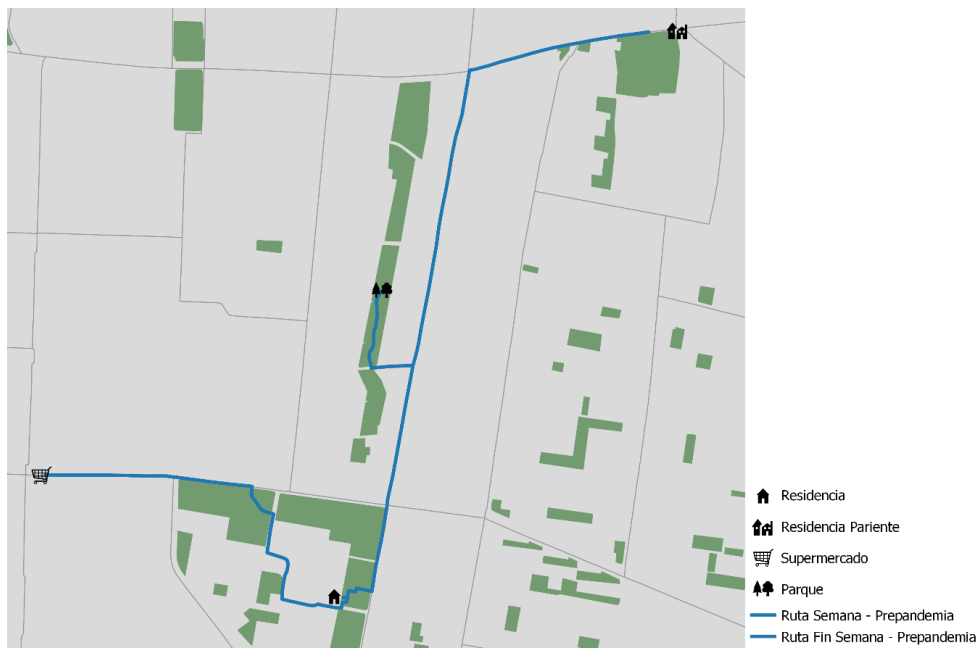 Residencia
Residencia Pariente
Supermercado
Parque
Ruta Semana - Prepandemia
Ruta Fin Semana - Prepandemia